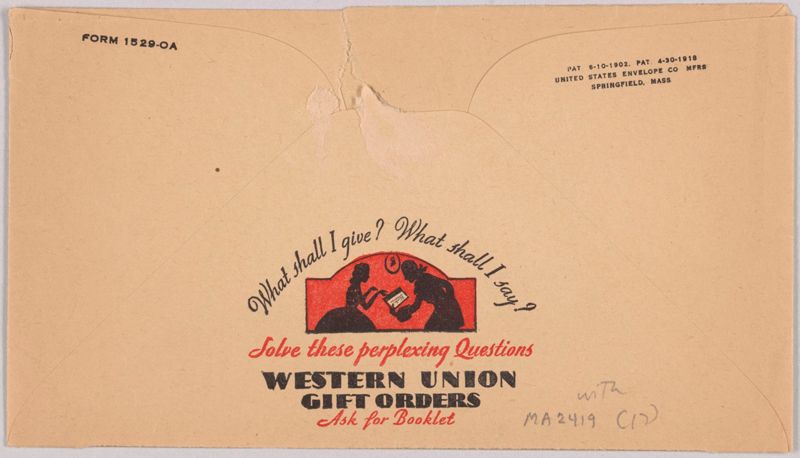 FORM 1529-OA
PAT. 6-10-1902. PAT. 4-30-1918
UNITED STATES ENVELOPE CO MFRS
SPRINGFIELD, MASS
What shall I give? What shall I say?
Solve these perplexing Questions
WESTERN UNION
GIFT ORDERS
Ask for Booklet
with
MA2419 (17)